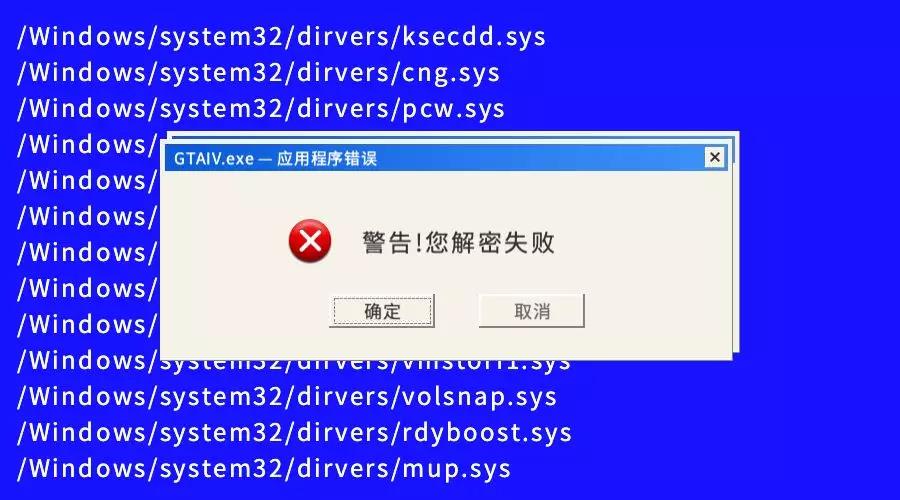 /Windows/system32/dirvers/ksecdd.sys
/Windows/system32/dirvers/cng.sys
/Windows/system32/dirvers/pcw.sys
/Windows/
GTAIV.exe — 应用程序错误
/Windows/
/Windows/
警告!您解密失败
/Windows/
/Windows/
确定 取消
/Windows/
/Windows/system32/dirvers/
/Windows/system32/dirvers/volsnap.sys
/Windows/system32/dirvers/rdyboost.sys
/Windows/system32/dirvers/mup.sys